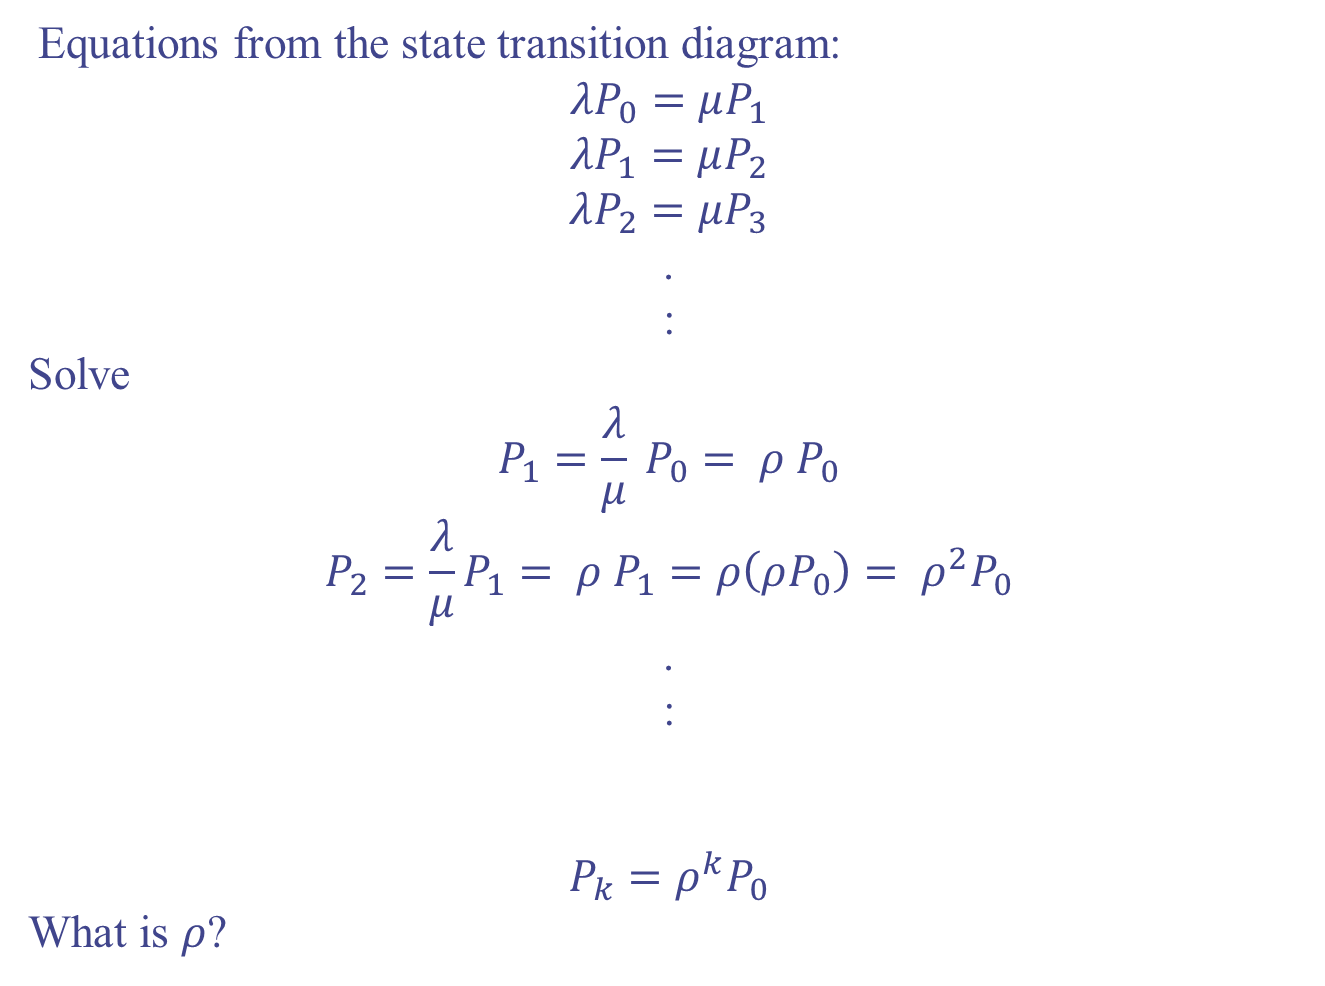 Equations from the state transition diagram:
λP₀ = μP₁
λP₁ = μP₂
λP₂ = μP₃
.
:
Solve
P₁ = λ/μ P₀ = ρ P₀
P₂ = λ/μ P₁ = ρ P₁ = ρ(ρP₀) = ρ²P₀
.
:
Pₖ = ρᵏP₀
What is ρ?